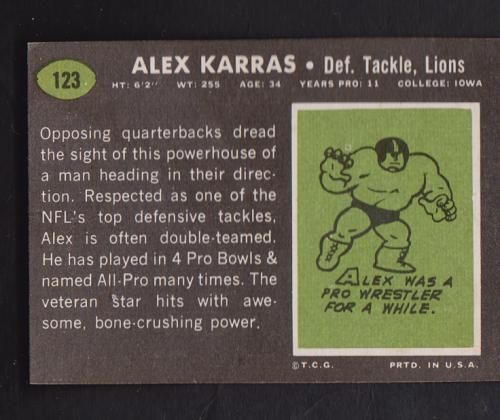 123
ALEX KARRAS • Def. Tackle, Lions
HT: 6'2" WT: 255 AGE: 34 YEARS PRO: 11 COLLEGE: IOWA
Opposing quarterbacks dread
the sight of this powerhouse of
a man heading in their direc-
tion. Respected as one of the
NFL's top defensive tackles,
Alex is often double-teamed.
He has played in 4 Pro Bowls &
named All-Pro many times. The
veteran star hits with awe-
some, bone-crushing power.
ALEX WAS A
PRO WRESTLER
FOR A WHILE.
©T.C.G. PRTD. IN U.S.A.